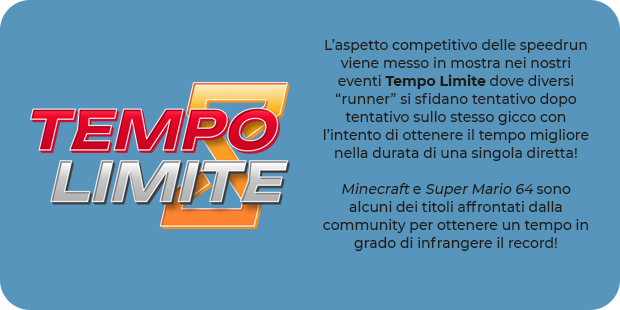 TEMPO
LIMITE
L’aspetto competitivo delle speedrun
viene messo in mostra nei nostri
eventi Tempo Limite dove diversi
“runner” si sfidano tentativo dopo
tentativo sullo stesso gicco con
l’intento di ottenere il tempo migliore
nella durata di una singola diretta!
Minecraft e Super Mario 64 sono
alcuni dei titoli affrontati dalla
community per ottenere un tempo in
grado di infrangere il record!